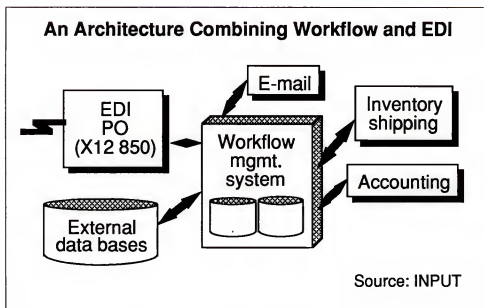 An Architecture Combining Workflow and EDI
E-mail
EDI
PO
(X12 850)
Inventory
shipping
Workflow
mgmt.
system
Accounting
External
data bases
Source: INPUT